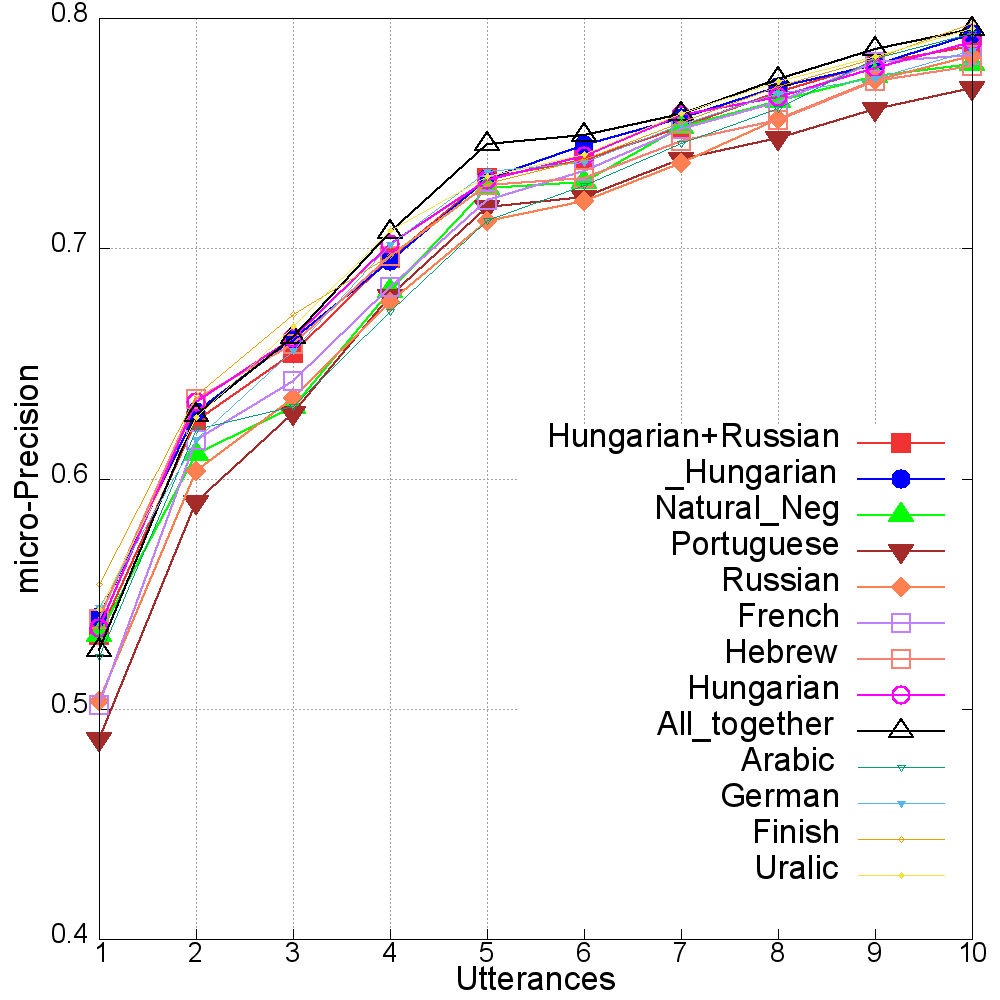 0.8
0.7
0.6
0.5
0.4
micro-Precision
Hungarian+Russian
_Hungarian
Natural_Neg
Portuguese
Russian
French
Hebrew
Hungarian
All_together
Arabic
German
Finish
Uralic
1 2 3 4 5 6 7 8 9 10
Utterances